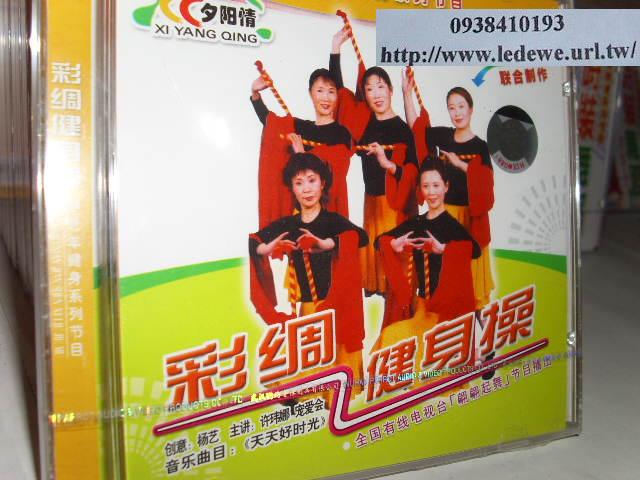 0938410193
http://www.ledewe.url.tw/
夕阳情
XI YANG QING
联合制作
彩绸健身操
彩绸健
年健身系列节目
创意：杨艺 主讲：许玮娜 宠爱会
音乐曲目：《天天好时光》
·全国有线电视台「翩翩起舞」节目播出